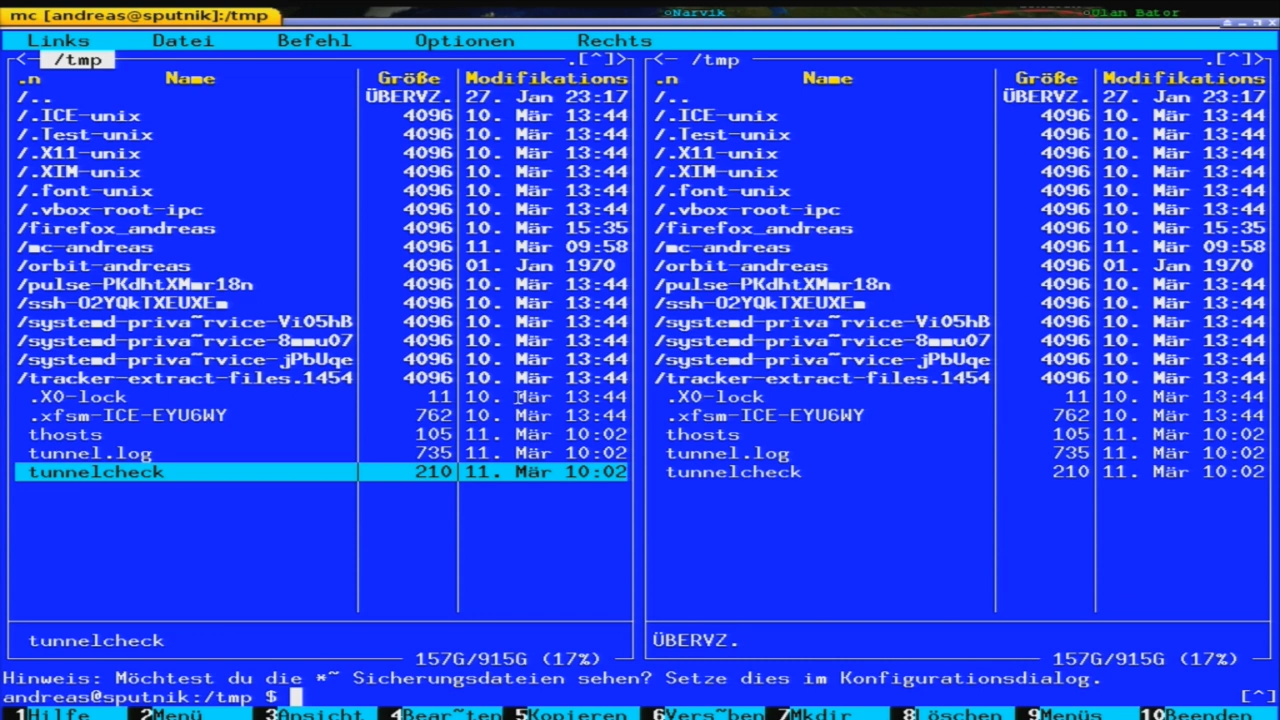 Narvik Ulan Bator
mc [andreas@sputnik]:/tmp
Links Datei Befehl Optionen Rechts
<- /tmp .[^]> <- /tmp .[^]>
.n Name Größe Modifikations .n Name Größe Modifikations
/.. ÜBERVZ. 27. Jan 23:17 /.. ÜBERVZ. 27. Jan 23:17
/.ICE-unix 4096 10. Mär 13:44 /.ICE-unix 4096 10. Mär 13:44
/.Test-unix 4096 10. Mär 13:44 /.Test-unix 4096 10. Mär 13:44
/.X11-unix 4096 10. Mär 13:44 /.X11-unix 4096 10. Mär 13:44
/.XIM-unix 4096 10. Mär 13:44 /.XIM-unix 4096 10. Mär 13:44
/.font-unix 4096 10. Mär 13:44 /.font-unix 4096 10. Mär 13:44
/.vbox-root-ipc 4096 10. Mär 13:44 /.vbox-root-ipc 4096 10. Mär 13:44
/firefox_andreas 4096 10. Mär 15:35 /firefox_andreas 4096 10. Mär 15:35
/mc-andreas 4096 11. Mär 09:58 /mc-andreas 4096 11. Mär 09:58
/orbit-andreas 4096 01. Jan 1970 /orbit-andreas 4096 01. Jan 1970
/pulse-PKdhtXMmr18n 4096 10. Mär 13:44 /pulse-PKdhtXMmr18n 4096 10. Mär 13:44
/ssh-O2YQkTXEUXEm 4096 10. Mär 13:44 /ssh-O2YQkTXEUXEm 4096 10. Mär 13:44
/systemd-priva~rvice-Vi05hB 4096 10. Mär 13:44 /systemd-priva~rvice-Vi05hB 4096 10. Mär 13:44
/systemd-priva~rvice-8mmu07 4096 10. Mär 13:44 /systemd-priva~rvice-8mmu07 4096 10. Mär 13:44
/systemd-priva~rvice-jPbUqe 4096 10. Mär 13:44 /systemd-priva~rvice-jPbUqe 4096 10. Mär 13:44
/tracker-extract-files.1454 4096 10. Mär 13:44 /tracker-extract-files.1454 4096 10. Mär 13:44
.X0-lock 11 10. Mär 13:44 .X0-lock 11 10. Mär 13:44
.xfsm-ICE-EYU6WY 762 10. Mär 13:44 .xfsm-ICE-EYU6WY 762 10. Mär 13:44
thosts 105 11. Mär 10:02 thosts 105 11. Mär 10:02
tunnel.log 735 11. Mär 10:02 tunnel.log 735 11. Mär 10:02
tunnelcheck 210 11. Mär 10:02 tunnelcheck 210 11. Mär 10:02
tunnelcheck ÜBERVZ.
157G/915G (17%) 157G/915G (17%)
Hinweis: Möchtest du die *~ Sicherungsdateien sehen? Setze dies im Konfigurationsdialog.
andreas@sputnik:/tmp $ [^]
1Hilfe 2Menü 3Ansicht 4Bear~ten 5Kopieren 6Vers~ben 7Mkdir 8Löschen 9Menüs 10Beenden